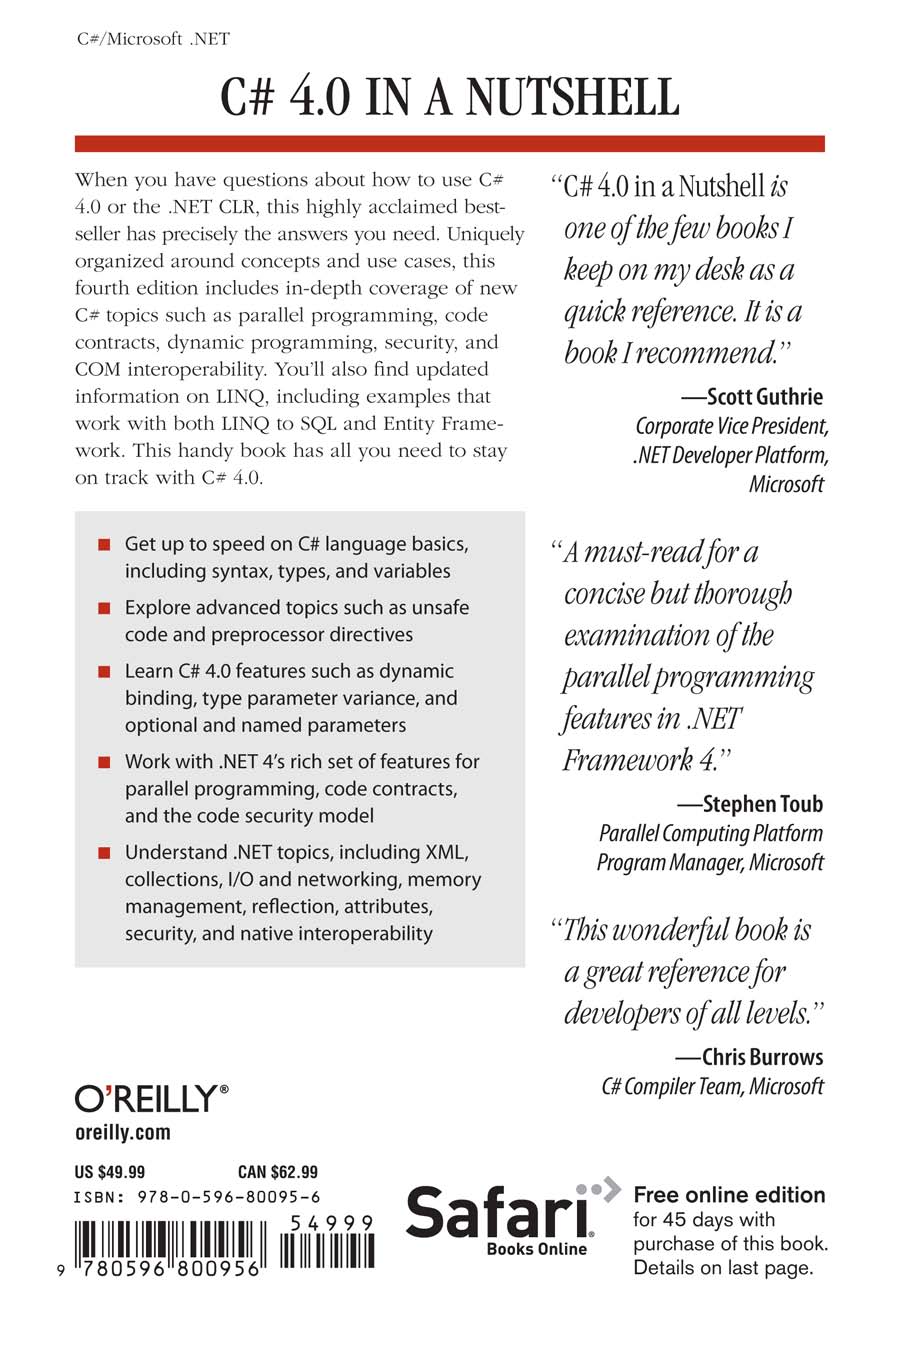 C#/Microsoft .NET
C# 4.0 IN A NUTSHELL
When you have questions about how to use C#
4.0 or the .NET CLR, this highly acclaimed best-
seller has precisely the answers you need. Uniquely
organized around concepts and use cases, this
fourth edition includes in-depth coverage of new
C# topics such as parallel programming, code
contracts, dynamic programming, security, and
COM interoperability. You'll also find updated
information on LINQ, including examples that
work with both LINQ to SQL and Entity Frame-
work. This handy book has all you need to stay
on track with C# 4.0.
■ Get up to speed on C# language basics,
including syntax, types, and variables
■ Explore advanced topics such as unsafe
code and preprocessor directives
■ Learn C# 4.0 features such as dynamic
binding, type parameter variance, and
optional and named parameters
■ Work with .NET 4's rich set of features for
parallel programming, code contracts,
and the code security model
■ Understand .NET topics, including XML,
collections, I/O and networking, memory
management, reflection, attributes,
security, and native interoperability
“C# 4.0 in a Nutshell is
one of the few books I
keep on my desk as a
quick reference. It is a
book I recommend.”
—Scott Guthrie
Corporate Vice President,
.NET Developer Platform,
Microsoft
“A must-read for a
concise but thorough
examination of the
parallel programming
features in .NET
Framework 4.”
—Stephen Toub
Parallel Computing Platform
Program Manager, Microsoft
“This wonderful book is
a great reference for
developers of all levels.”
—Chris Burrows
C# Compiler Team, Microsoft
O'REILLY®
oreilly.com
US $49.99 CAN $62.99
ISBN: 978-0-596-80095-6
54999
9 780596 800956
Safari®
Books Online
Free online edition
for 45 days with
purchase of this book.
Details on last page.